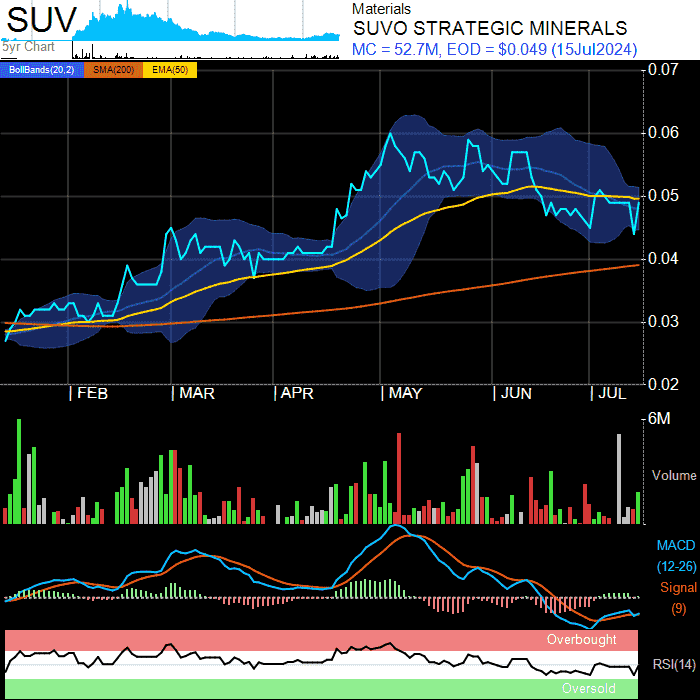 SUV
5yr Chart
Materials
SUVO STRATEGIC MINERALS
MC = 52.7M, EOD = $0.049 (15Jul2024)
BollBands(20,2) SMA(200) EMA(50)
0.07
0.06
0.05
0.04
0.03
0.02
FEB MAR APR MAY JUN JUL
6M
Volume
MACD
(12-26)
Signal
(9)
Overbought
RSI(14)
Oversold